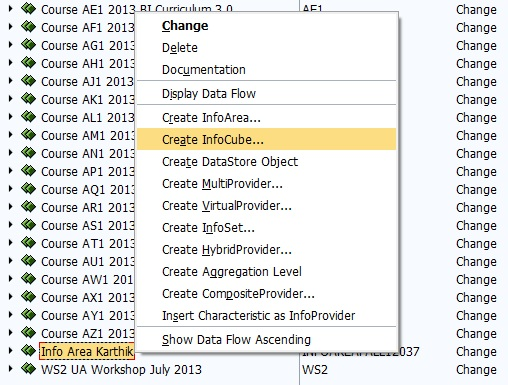 Course AE1 2013 BI Curriculum 3.0 AE1 Change
Course AF1 2013 Change
Course AG1 2013 Change
Course AH1 2013 Change
Course AJ1 2013 Change
Course AK1 2013 Change
Course AL1 2013 Change
Course AM1 2013 Change
Course AN1 2013 Change
Course AP1 2013 Change
Course AQ1 2013 Change
Course AR1 2013 Change
Course AS1 2013 Change
Course AT1 2013 Change
Course AU1 2013 Change
Course AW1 2013 Change
Course AX1 2013 Change
Course AY1 2013 Change
Course AZ1 2013 Change
Info Area Karthik Change
WS2 UA Workshop July 2013 WS2 Change
Change
Delete
Documentation
Display Data Flow
Create InfoArea...
Create InfoCube...
Create DataStore Object
Create MultiProvider...
Create VirtualProvider...
Create InfoSet...
Create HybridProvider...
Create Aggregation Level
Create CompositeProvider...
Insert Characteristic as InfoProvider
Show Data Flow Ascending